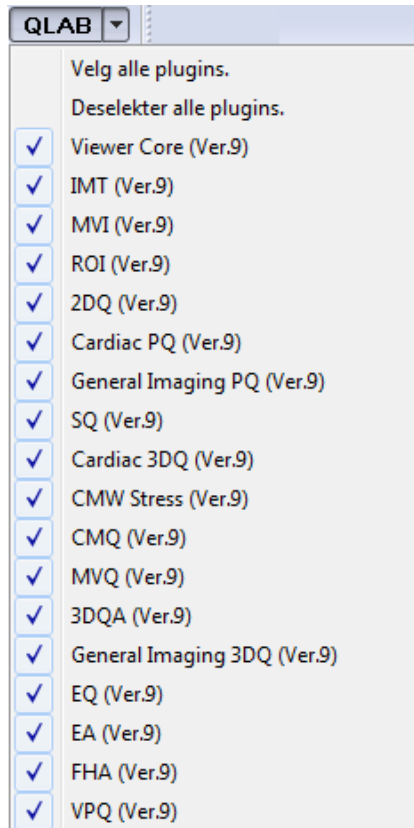 QLAB
Velg alle plugins.
Deselekter alle plugins.
Viewer Core (Ver.9)
IMT (Ver.9)
MVI (Ver.9)
ROI (Ver.9)
2DQ (Ver.9)
Cardiac PQ (Ver.9)
General Imaging PQ (Ver.9)
SQ (Ver.9)
Cardiac 3DQ (Ver.9)
CMW Stress (Ver.9)
CMQ (Ver.9)
MVQ (Ver.9)
3DQA (Ver.9)
General Imaging 3DQ (Ver.9)
EQ (Ver.9)
EA (Ver.9)
FHA (Ver.9)
VPQ (Ver.9)